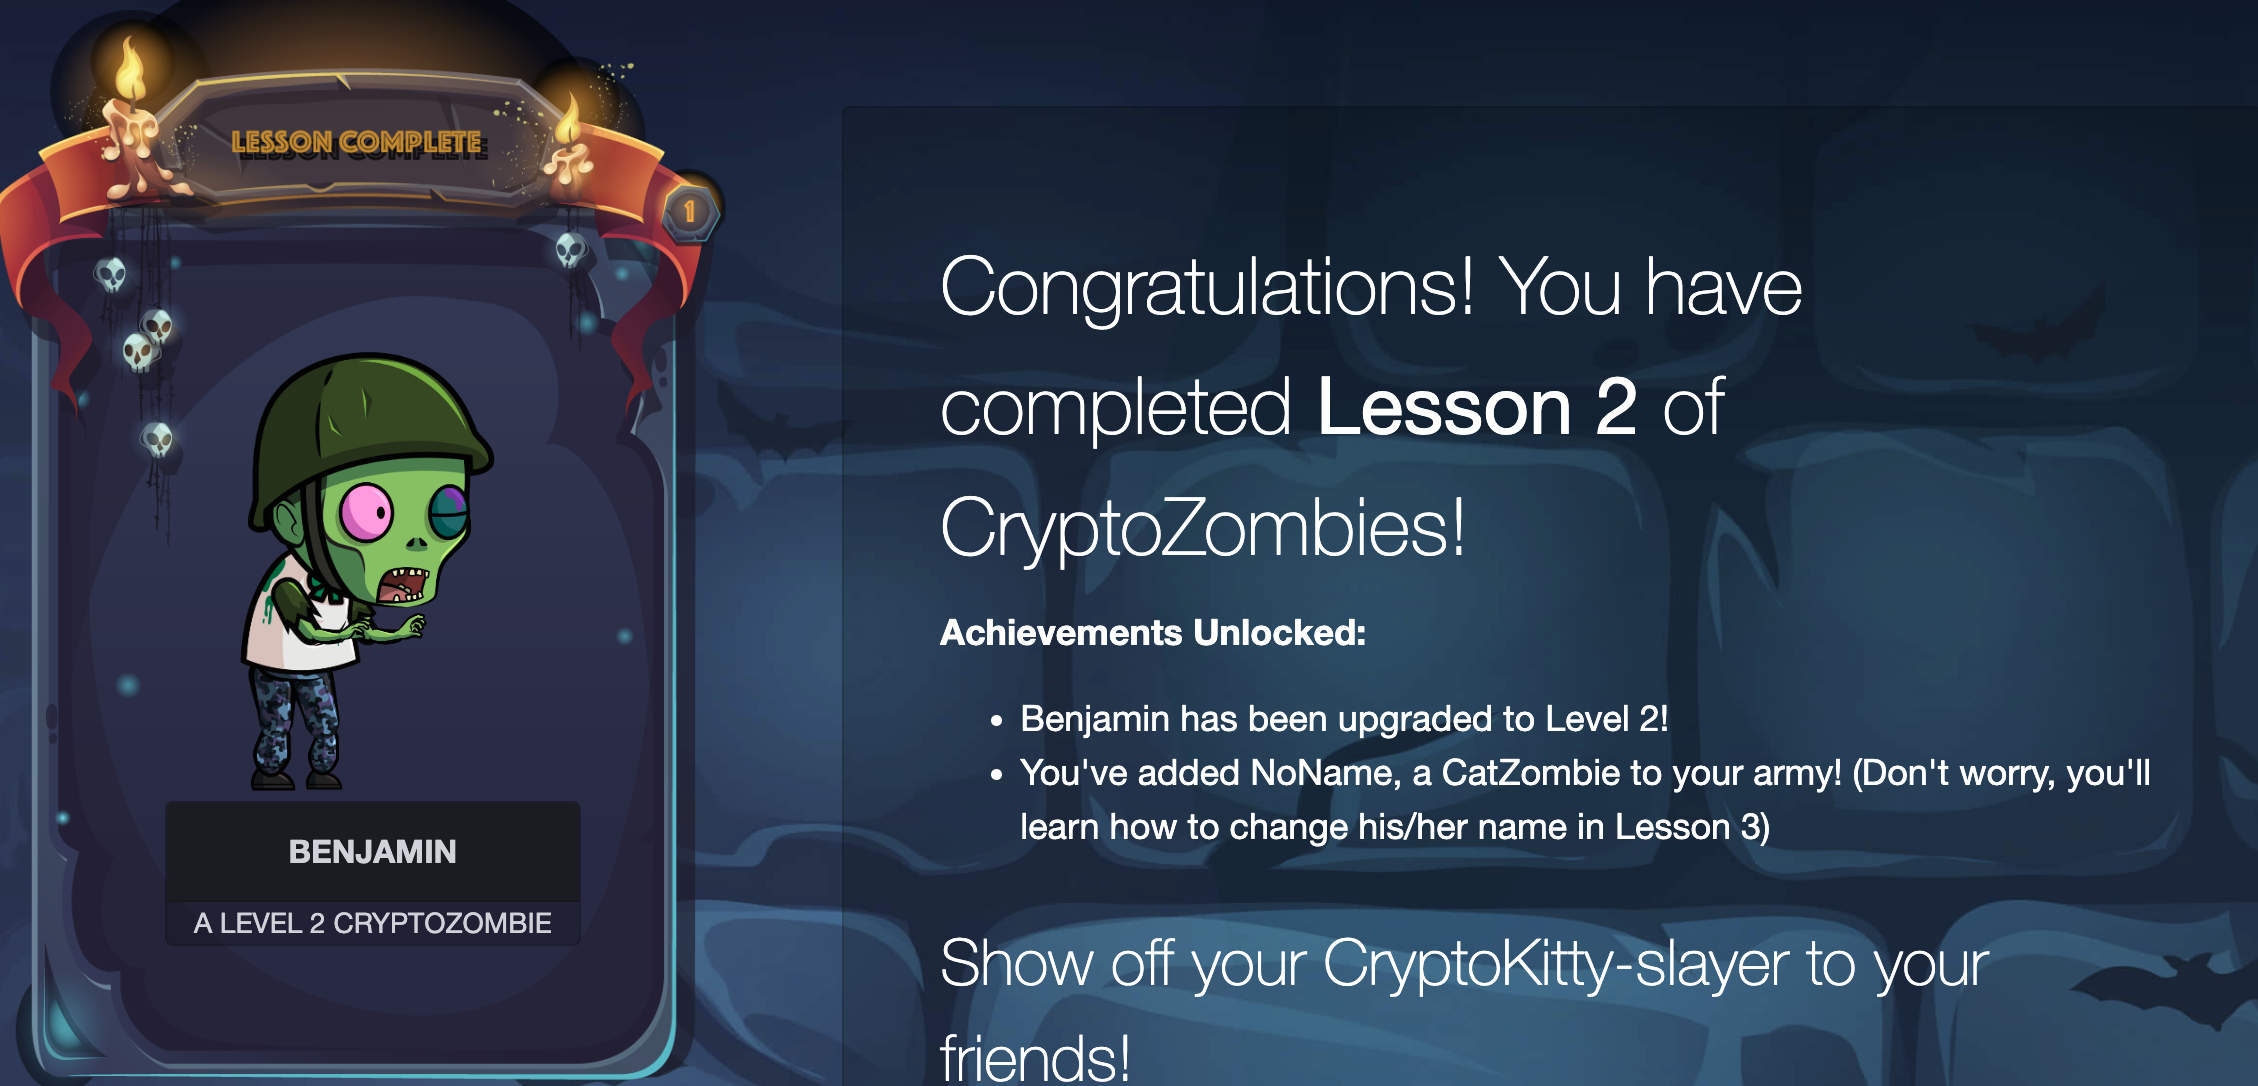 LESSON COMPLETE
1
BENJAMIN
A LEVEL 2 CRYPTOZOMBIE
Congratulations! You have
completed Lesson 2 of
CryptoZombies!
Achievements Unlocked:
• Benjamin has been upgraded to Level 2!
• You've added NoName, a CatZombie to your army! (Don't worry, you'll
learn how to change his/her name in Lesson 3)
Show off your CryptoKitty-slayer to your
friends!